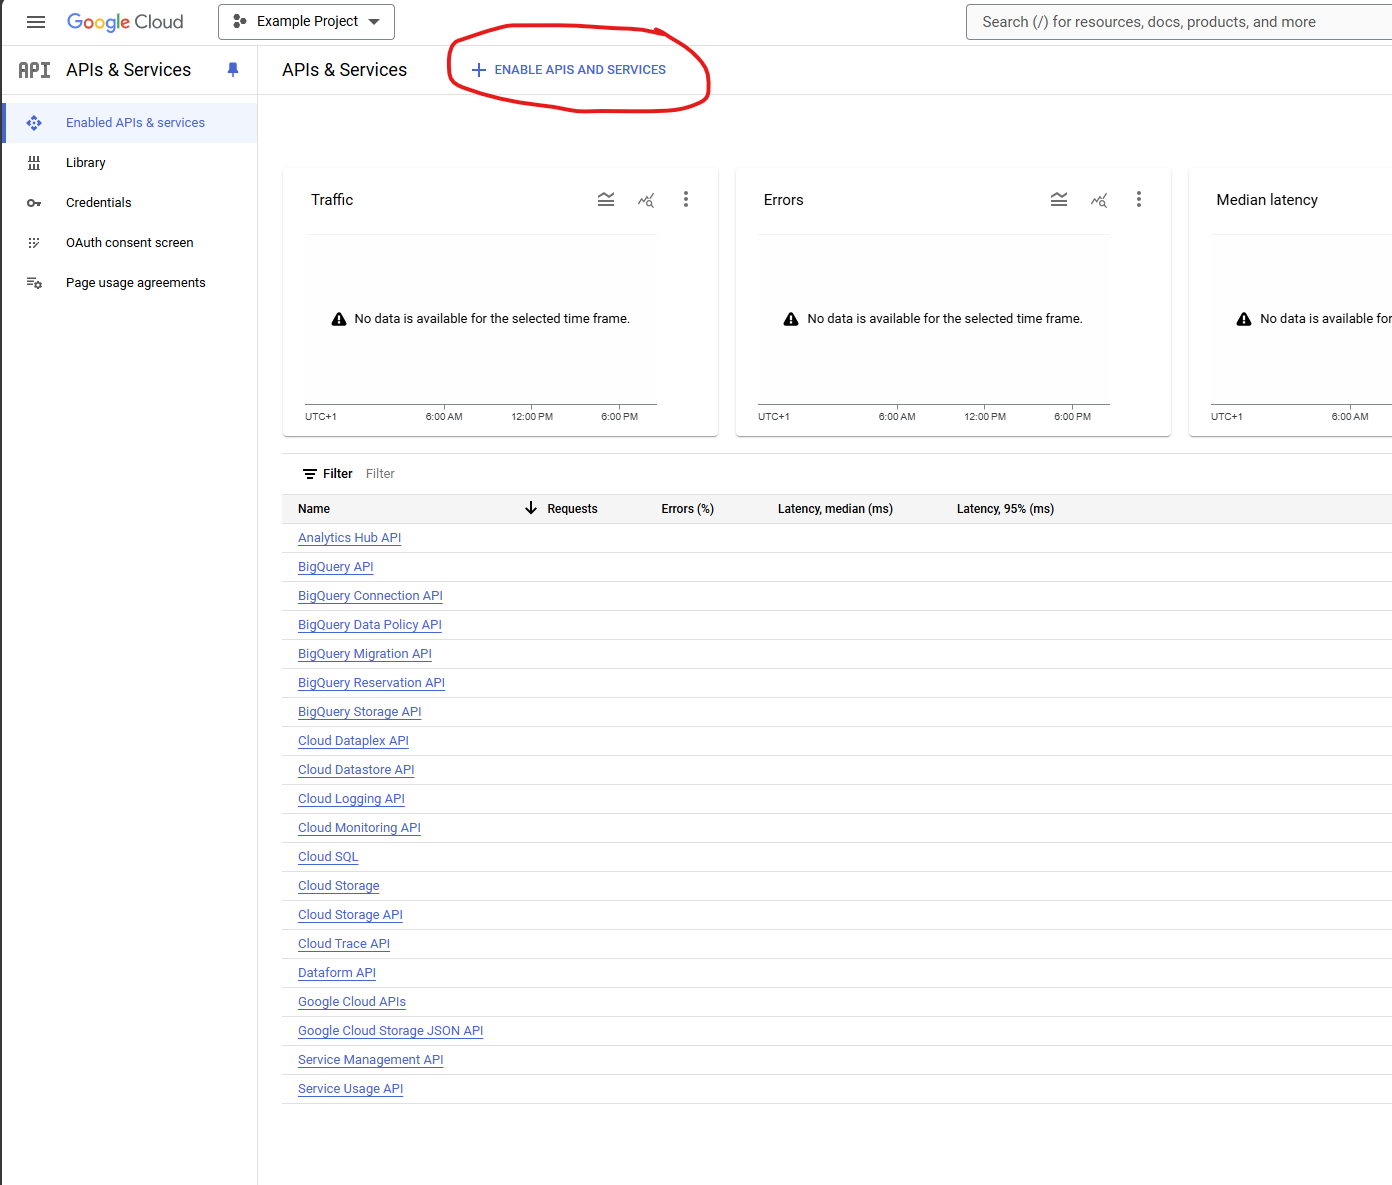 Google Cloud
Example Project
Search (/) for resources, docs, products, and more
API APIs & Services
APIs & Services
ENABLE APIS AND SERVICES
Enabled APIs & services
Library
Credentials
OAuth consent screen
Page usage agreements
Traffic
No data is available for the selected time frame.
UTC+1 6:00 AM 12:00 PM 6:00 PM
Errors
No data is available for the selected time frame.
UTC+1 6:00 AM 12:00 PM 6:00 PM
Median latency
No data is available for
UTC+1 6:00 AM
Filter Filter
Name Requests Errors (%) Latency, median (ms) Latency, 95% (ms)
Analytics Hub API
BigQuery API
BigQuery Connection API
BigQuery Data Policy API
BigQuery Migration API
BigQuery Reservation API
BigQuery Storage API
Cloud Dataplex API
Cloud Datastore API
Cloud Logging API
Cloud Monitoring API
Cloud SQL
Cloud Storage
Cloud Storage API
Cloud Trace API
Dataform API
Google Cloud APIs
Google Cloud Storage JSON API
Service Management API
Service Usage API